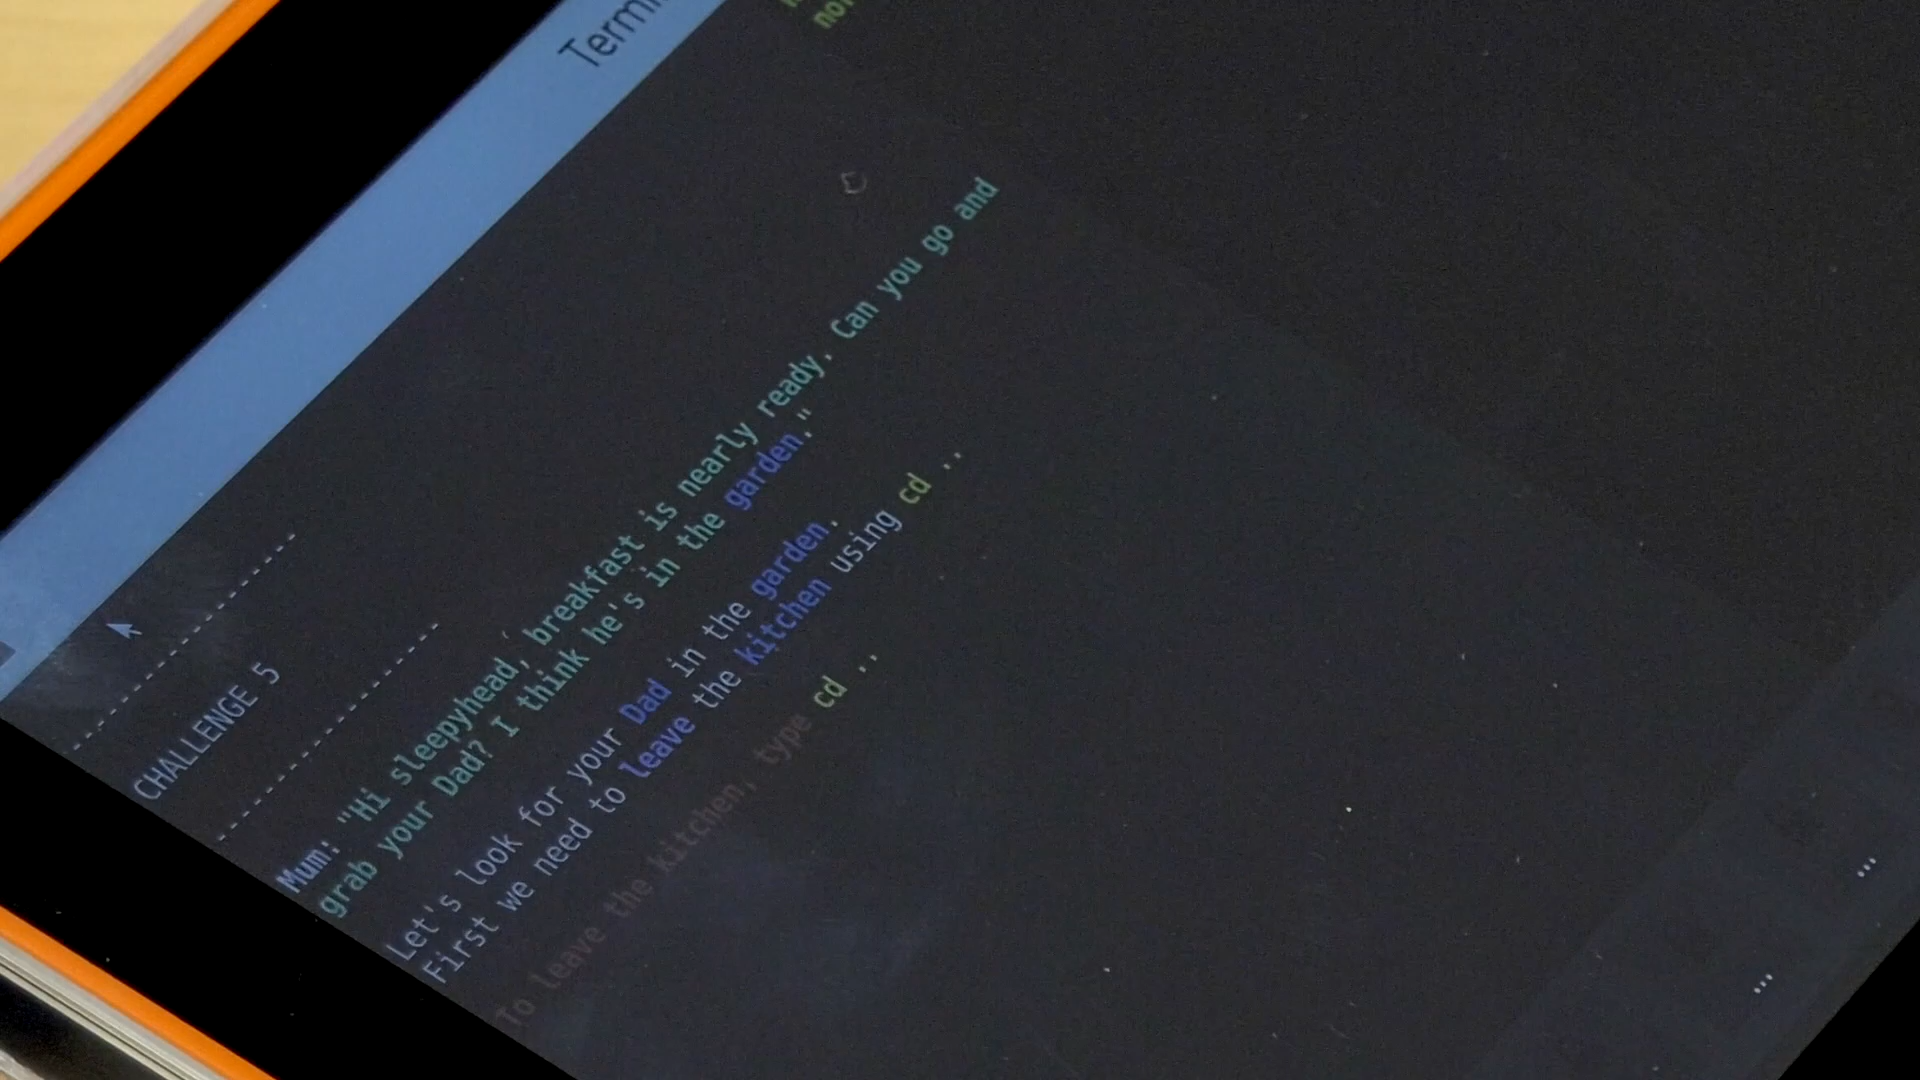 CHALLENGE 5
Mum: "Hi sleepyhead, breakfast is nearly ready. Can you go and
grab your Dad? I think he's in the garden."
Let's look for your Dad in the garden.
First we need to leave the kitchen using cd ..
To leave the kitchen, type cd ..